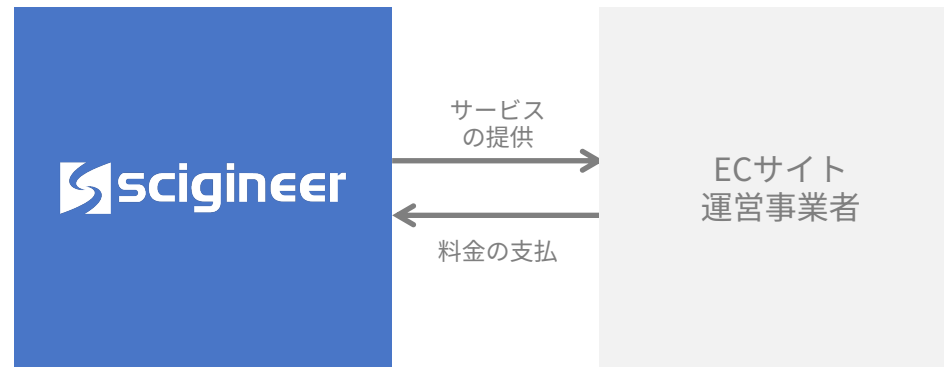 scigineer
サービス
の提供
料金の支払
ECサイト
運営事業者